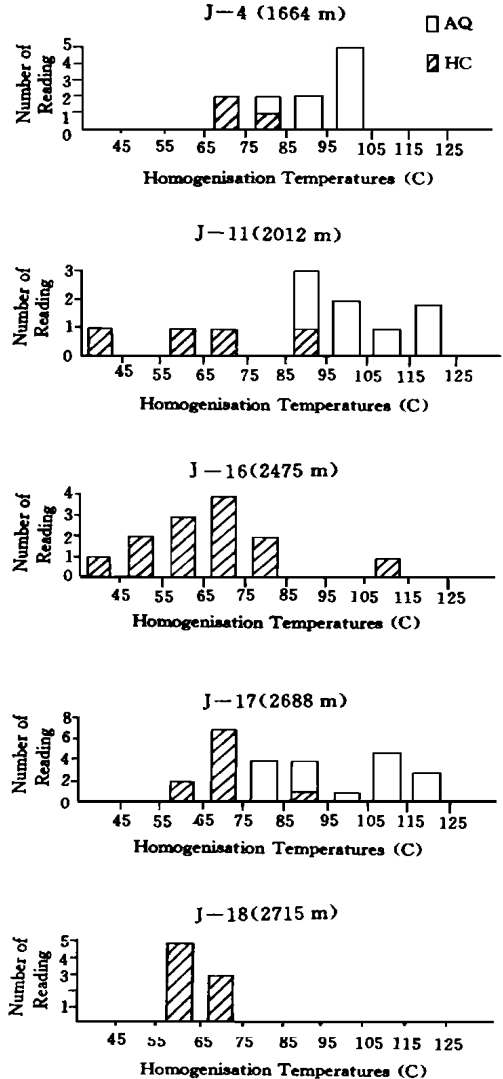 J—4 (1664 m)
AQ
HC
Number of
Reading
5
4
3
2
1
0
45 55 65 75 85 95 105 115 125
Homogenisation Temperatures (C)
J—11(2012 m)
Number of
Reading
3
2
1
0
45 55 65 75 85 95 105 115 125
Homogenisation Temperatures (C)
J—16(2475 m)
Number of
Reading
4
3
2
1
0
45 55 65 75 85 95 105 115 125
Homogenisation Temperatures (C)
J—17(2688 m)
Number of
Reading
8
6
4
2
0
45 55 65 75 85 95 105 115 125
Homogenisation Temperatures (C)
J—18(2715 m)
Number of
Reading
5
4
3
1
45 55 65 75 85 95 105 115 125
Homogenisation Temperatures (C)